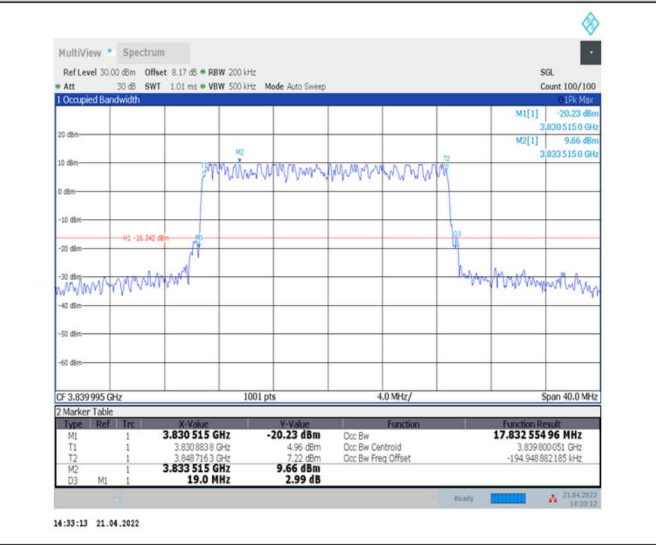 MultiView Spectrum
Ref Level 30.00 dBm Offset 8.17 dB RBW 200 kHz SGL
Att 30 dB SWT 1.01 ms VBW 500 kHz Mode Auto Sweep Count 100/100
1 Occupied Bandwidth 1Pk Max
M1[1] -20.23 dBm
3.830 515 0 GHz
20 dBm M2[1] 9.66 dBm
3.833 515 0 GHz
M2
T1 T2
10 dBm
0 dBm
-10 dBm
H1 -16.342 dBm M1 D3
-20 dBm
-30 dBm
-40 dBm
-50 dBm
-60 dBm
CF 3.839 995 GHz 1001 pts 4.0 MHz/ Span 40.0 MHz
2 Marker Table
Type Ref Trc X-Value Y-Value Function Function Result
M1 1 3.830 515 GHz -20.23 dBm Occ Bw 17.832 554 96 MHz
T1 1 3.830 883 8 GHz 4.96 dBm Occ Bw Centroid 3.839 800 051 GHz
T2 1 3.848 716 3 GHz 7.22 dBm Occ Bw Freq Offset -194.948 882 185 kHz
M2 1 3.833 515 GHz 9.66 dBm
D3 M1 1 19.0 MHz 2.99 dB
Ready 21.04.2022
14:33:12
14:33:13 21.04.2022